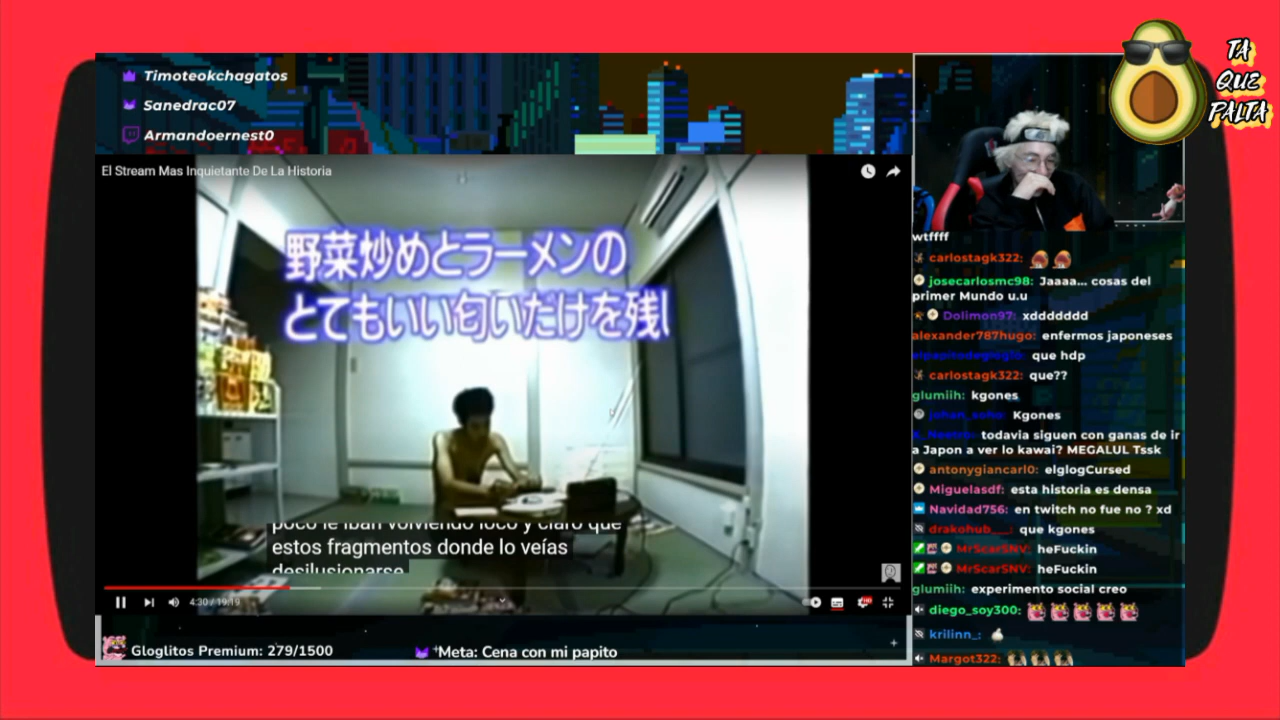 TA
QUE
PALTA
Timoteokchagatos
Sanedrac07
Armandoernest0
El Stream Mas Inquietante De La Historia
野菜炒めとラーメンの
とてもいい匂いだけを残し
poco le iban volviendo loco y claro que
estos fragmentos donde lo veías
desilusionarse
4:30 / 19:19
Gloglitos Premium: 279/1500
Meta: Cena con mi papito
wtffff
carlostagk322:
josecarlosmc98: Jaaaa... cosas del
primer Mundo u.u
Dolimon97: xddddddd
alexander787hugo: enfermos japoneses
que hdp
carlostagk322: que??
glumiih: kgones
Kgones
todavia siguen con ganas de ir
a Japon a ver lo kawai? MEGALUL Tssk
antonygiancarl0: elglogCursed
Miguelasdf: esta historia es densa
Navidad756: en twitch no fue no ? xd
drakohub___: que kgones
MrScarSNV: heFuckin
MrScarSNV: heFuckin
glumiih: experimento social creo
diego_soy300:
krilinn_:
Margot322: